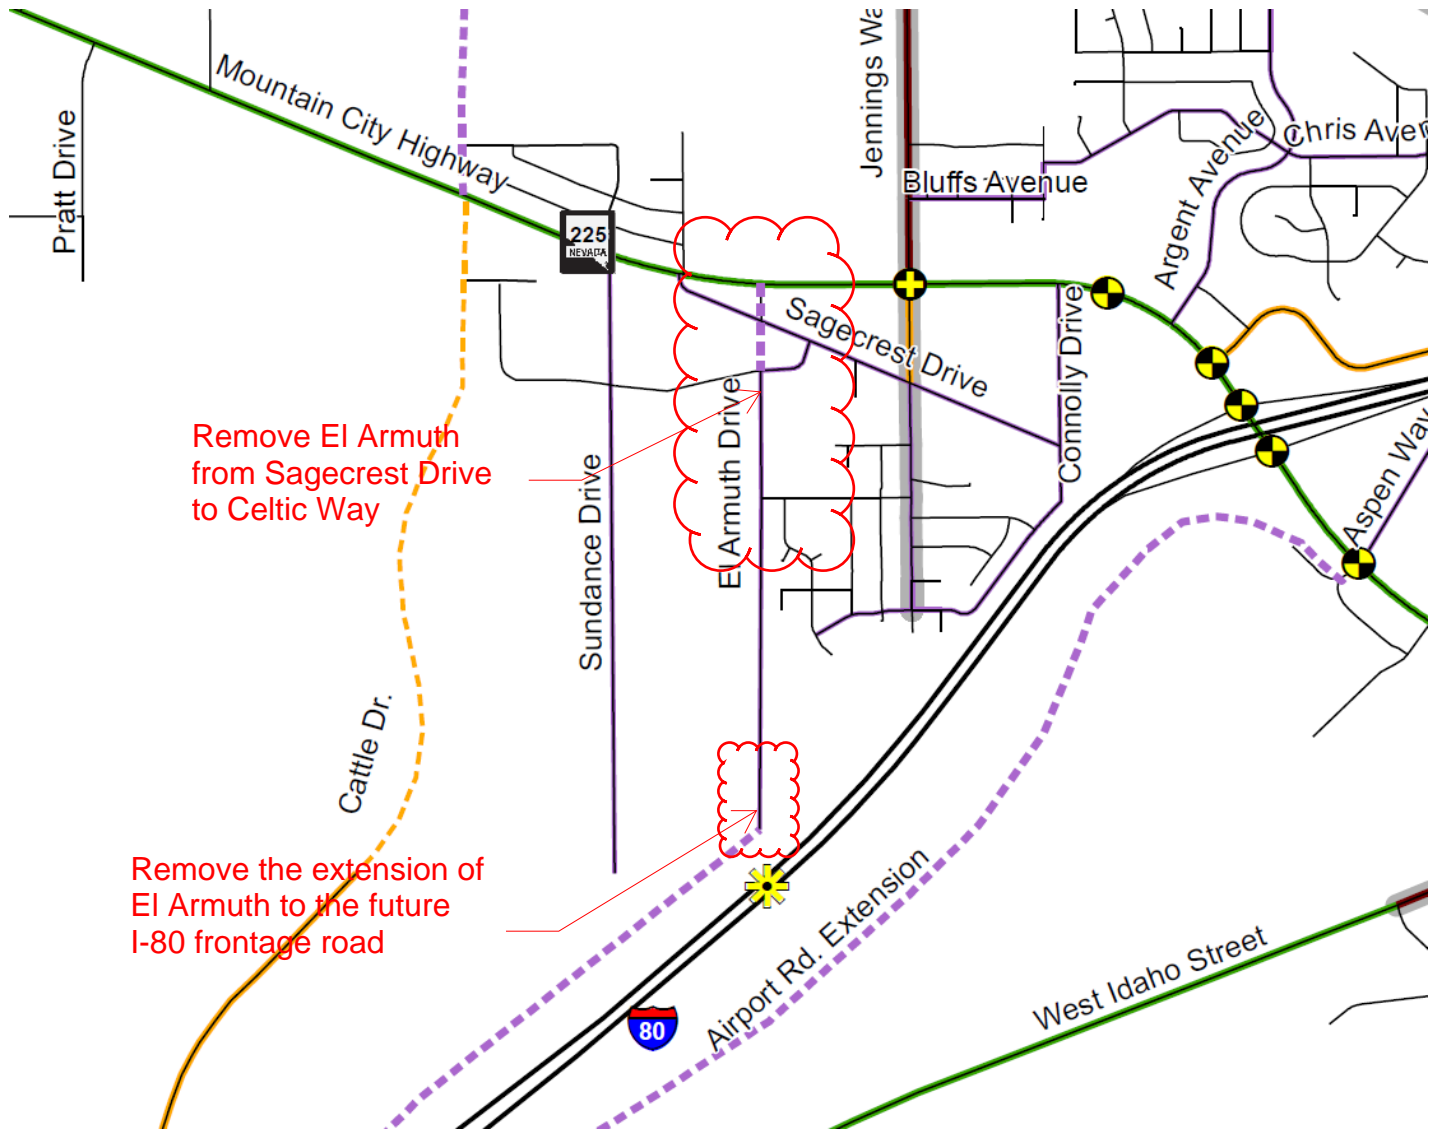 Mountain City Highway
Pratt Drive
Jennings Wa
Chris Aven
Argent Avenue
Bluffs Avenue
225
NEVADA
Sagecrest Drive
Connolly Drive
El Armuth Drive
Remove El Armuth
from Sagecrest Drive
to Celtic Way
Sundance Drive
Aspen Way
Cattle Dr.
Remove the extension of
El Armuth to the future
I-80 frontage road
Airport Rd. Extension
West Idaho Street
80